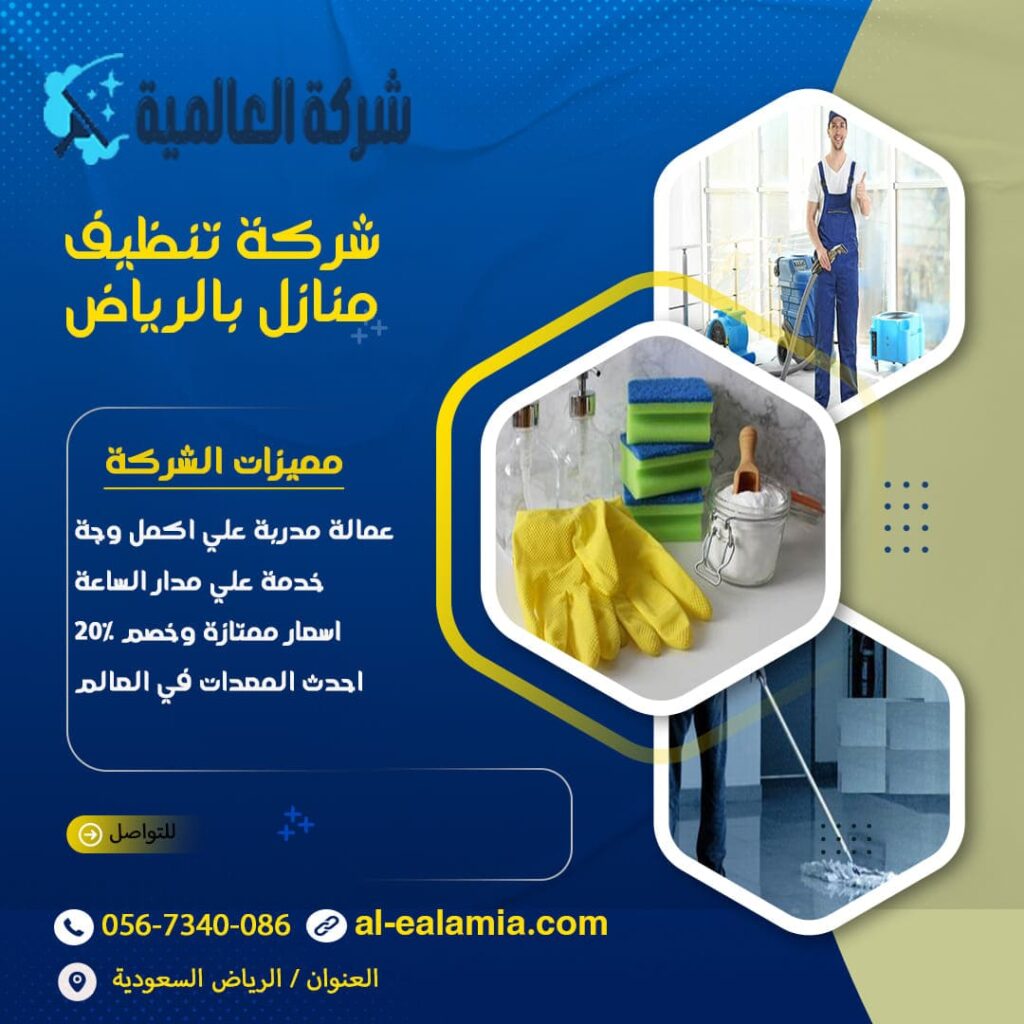 شركة العالمية
شركة تنظيف
منازل بالرياض
مميزات الشركة
عمالة مدربة علي اكمل وجة
خدمة علي مدار الساعة
اسعار ممتازة وخصم 20%
احدث المعدات في العالم
للتواصل
056-7340-086
al-ealamia.com
العنوان / الرياض السعودية